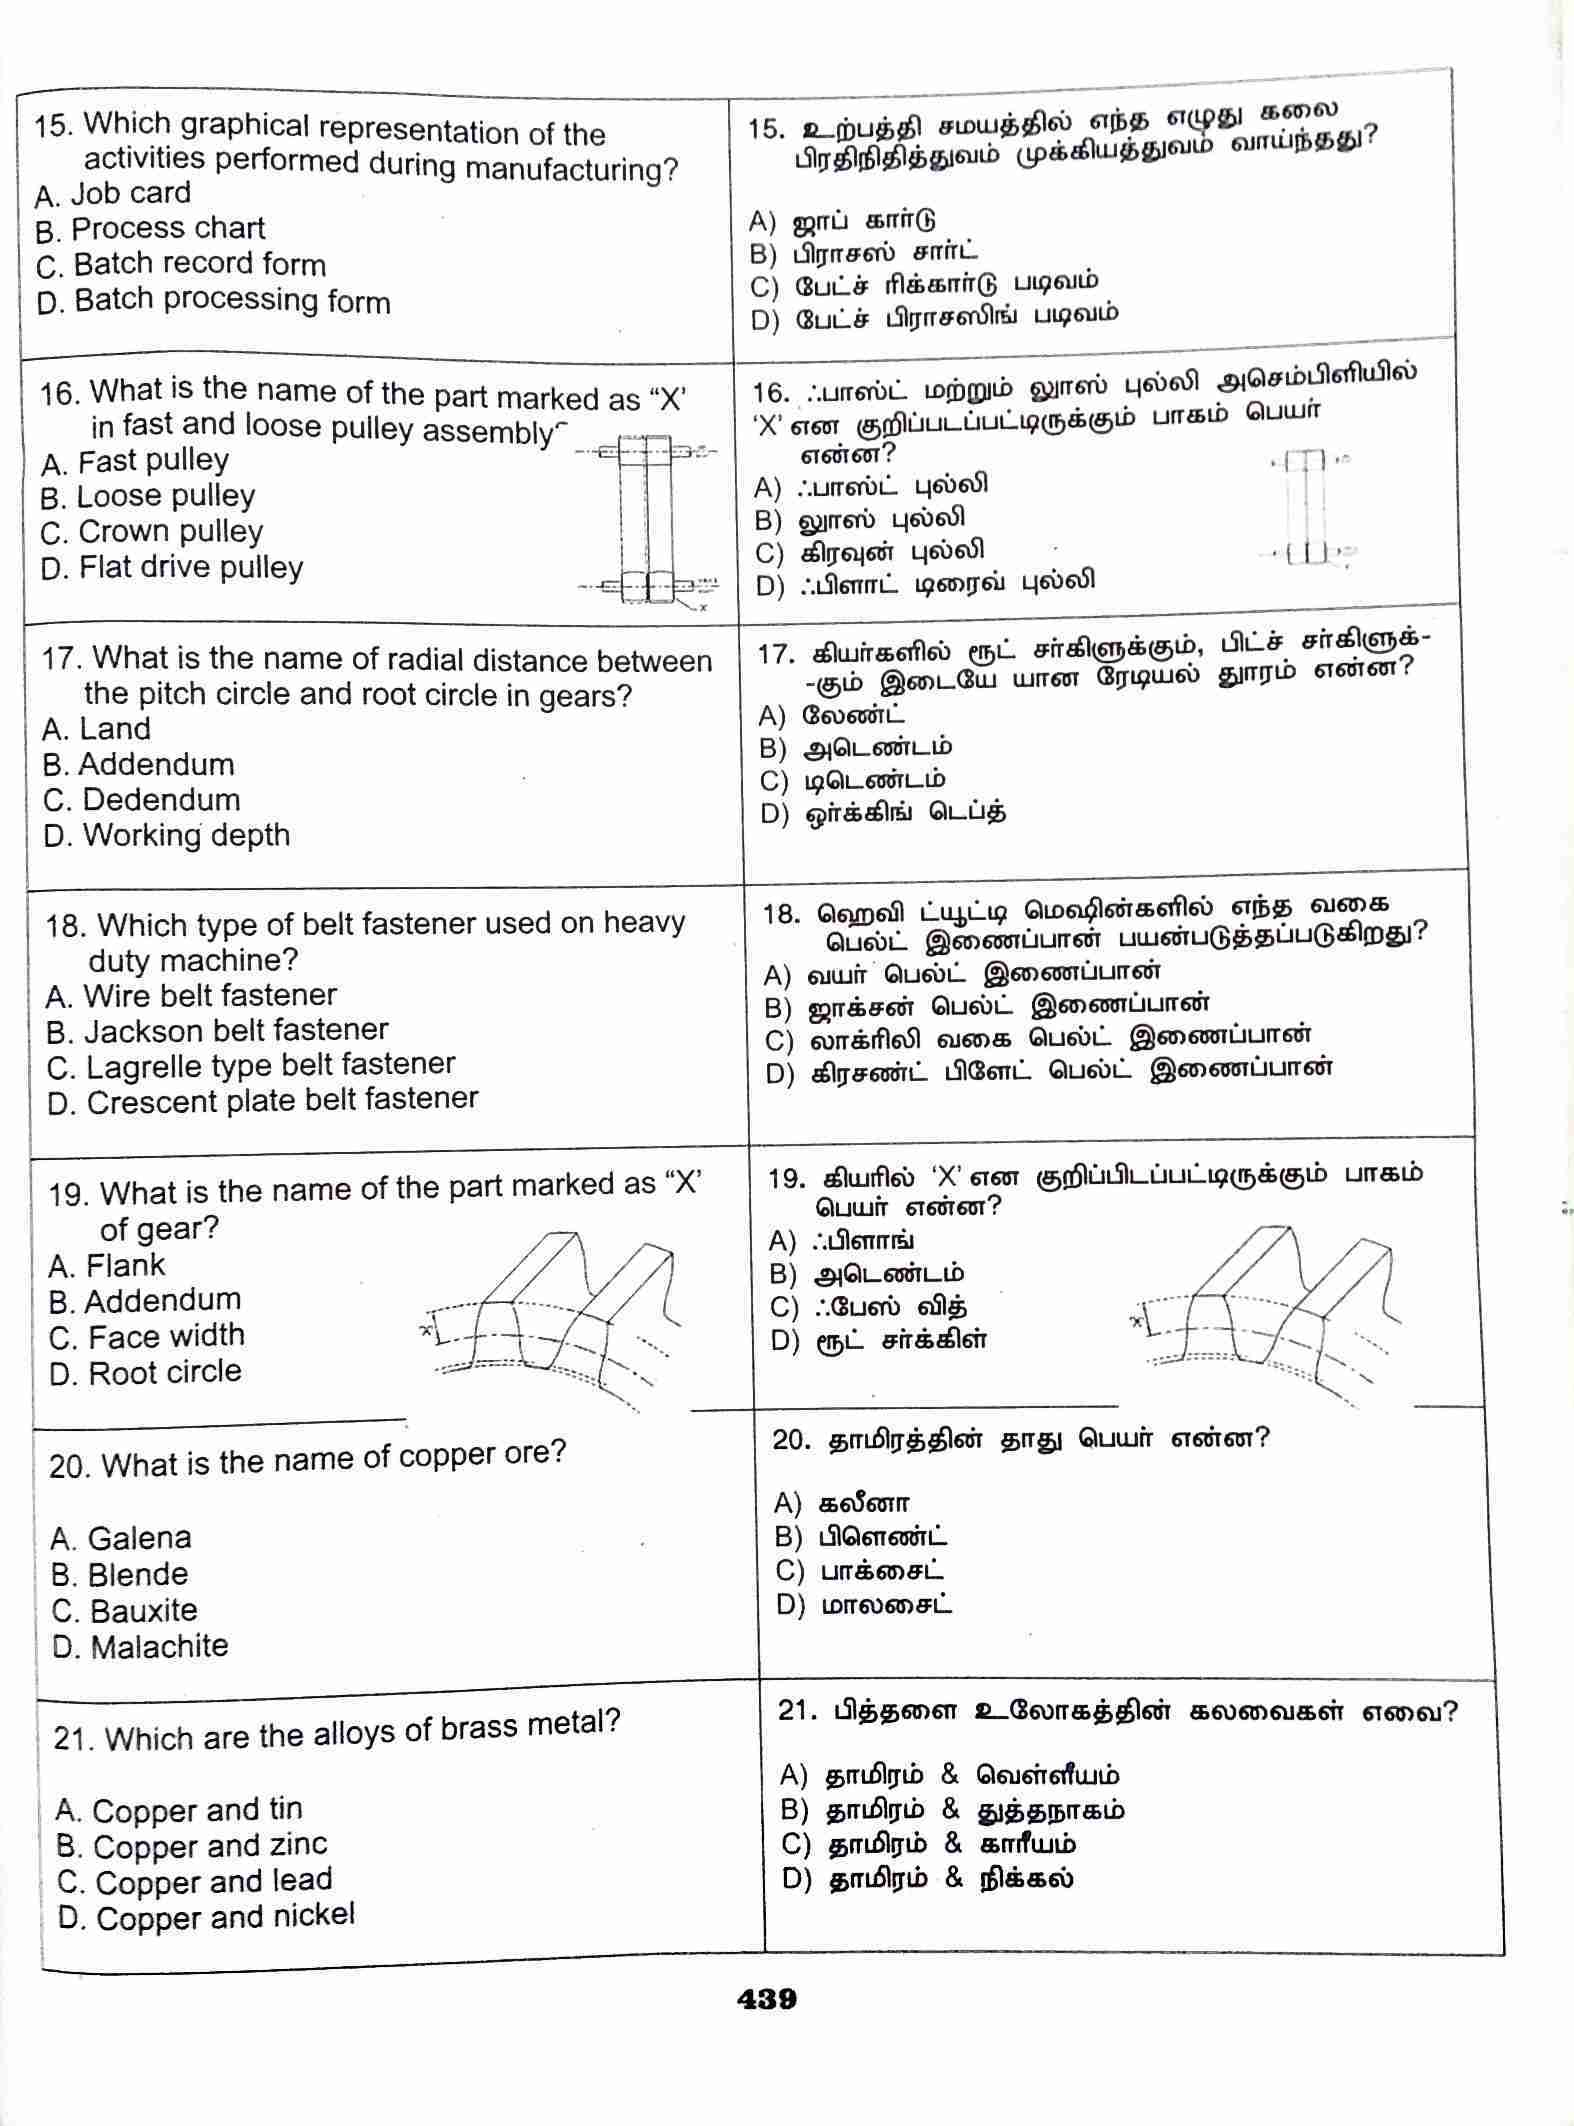 15. Which graphical representation of the
activities performed during manufacturing?
A. Job card
B. Process chart
C. Batch record form
D. Batch processing form
15. உற்பத்தி சமயத்தில் எந்த எழுது கலை
பிரதிநிதித்துவம் முக்கியத்துவம் வாய்ந்தது?
A) ஜாப் கார்டு
B) பிராசஸ் சார்ட்
C) பேட்ச் ரிக்கார்டு படிவம்
D) பேட்ச் பிராசஸிங் படிவம்
16. What is the name of the part marked as “X’
in fast and loose pulley assembly
A. Fast pulley
B. Loose pulley
C. Crown pulley
D. Flat drive pulley
X
16. ஃபாஸ்ட் மற்றும் லூஸ் புல்லி அசெம்பிளியில்
‘X’ என குறிப்படப்பட்டிருக்கும் பாகம் பெயர்
என்ன?
A) ஃபாஸ்ட் புல்லி
B) லூஸ் புல்லி
C) கிரவுன் புல்லி
D) ஃபிளாட் டிரைவ் புல்லி
17. What is the name of radial distance between
the pitch circle and root circle in gears?
A. Land
B. Addendum
C. Dedendum
D. Working depth
17. கியர்களில் ரூட் சர்கிளுக்கும், பிட்ச் சர்கிளுக்-
-கும் இடையே யான ரேடியல் தூரம் என்ன?
A) லேண்ட்
B) அடெண்டம்
C) டிடெண்டம்
D) ஒர்க்கிங் டெப்த்
18. Which type of belt fastener used on heavy
duty machine?
A. Wire belt fastener
B. Jackson belt fastener
C. Lagrelle type belt fastener
D. Crescent plate belt fastener
18. ஹெவி ட்யூட்டி மெஷின்களில் எந்த வகை
பெல்ட் இணைப்பான் பயன்படுத்தப்படுகிறது?
A) வயர் பெல்ட் இணைப்பான்
B) ஜாக்சன் பெல்ட் இணைப்பான்
C) லாக்ரிலி வகை பெல்ட் இணைப்பான்
D) கிரசண்ட் பிளேட் பெல்ட் இணைப்பான்
19. What is the name of the part marked as “X’
of gear?
A. Flank
B. Addendum
C. Face width
D. Root circle
X
19. கியரில் ‘X’ என குறிப்பிடப்பட்டிருக்கும் பாகம்
பெயர் என்ன?
A) ஃபிளாங்
B) அடெண்டம்
C) ஃபேஸ் வித்
D) ரூட் சர்க்கிள்
X
20. What is the name of copper ore?
A. Galena
B. Blende
C. Bauxite
D. Malachite
20. தாமிரத்தின் தாது பெயர் என்ன?
A) கலீனா
B) பிளெண்ட்
C) பாக்சைட்
D) மாலசைட்
21. Which are the alloys of brass metal?
A. Copper and tin
B. Copper and zinc
C. Copper and lead
D. Copper and nickel
21. பித்தளை உலோகத்தின் கலவைகள் எவை?
A) தாமிரம் & வெள்ளீயம்
B) தாமிரம் & துத்தநாகம்
C) தாமிரம் & காரீயம்
D) தாமிரம் & நிக்கல்
439